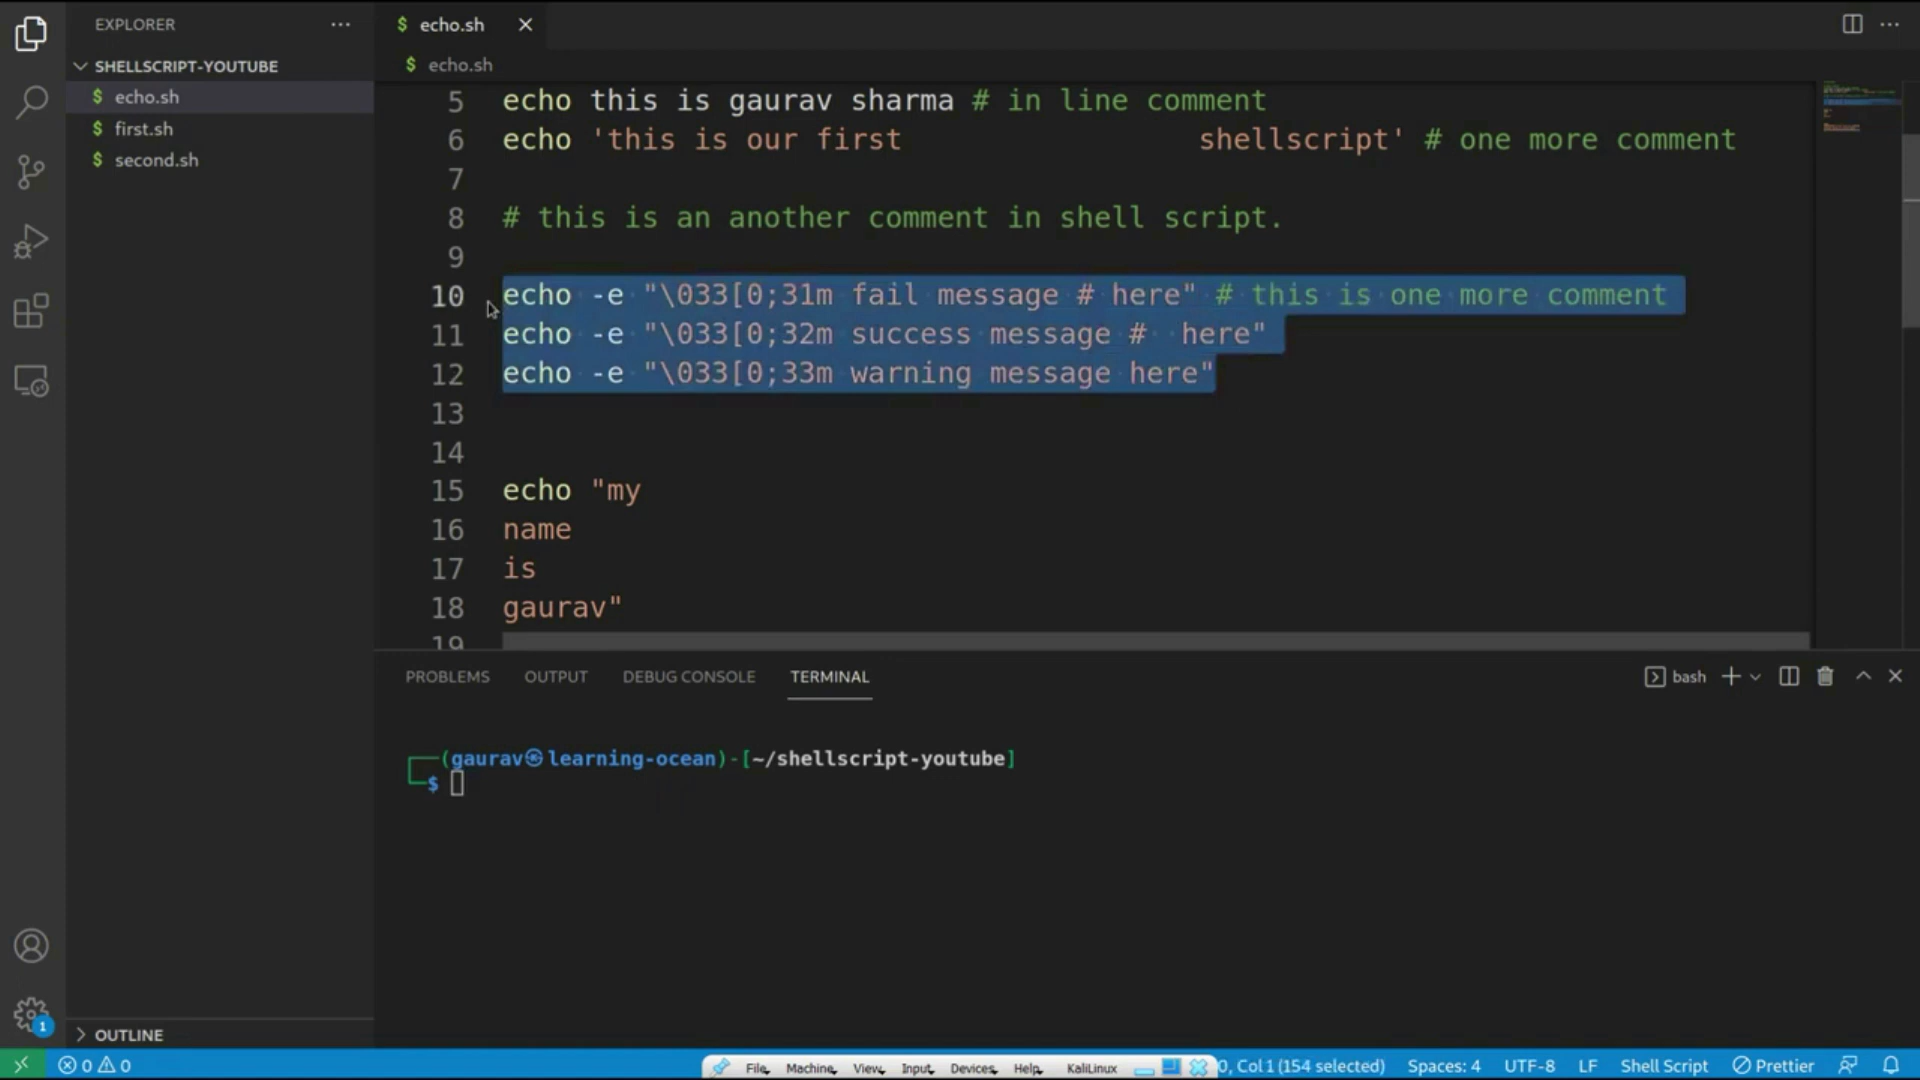 EXPLORER
SHELLSCRIPT-YOUTUBE
$ echo.sh
$ first.sh
$ second.sh
OUTLINE
$ echo.sh
$ echo.sh
5 echo this is gaurav sharma # in line comment
6 echo 'this is our first                 shellscript' # one more comment
7
8 # this is an another comment in shell script.
9
10 echo -e "\033[0;31m fail message # here" # this is one more comment
11 echo -e "\033[0;32m success message #  here"
12 echo -e "\033[0;33m warning message here"
13
14
15 echo "my
16 name
17 is
18 gaurav"
19
PROBLEMS OUTPUT DEBUG CONSOLE TERMINAL
bash
(gaurav㉿learning-ocean)-[~/shellscript-youtube]
$
1
0 0
File Machine View Input Devices Help KaliLinux
0, Col 1 (154 selected) Spaces: 4 UTF-8 LF Shell Script Prettier